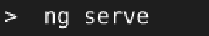 > ng serve